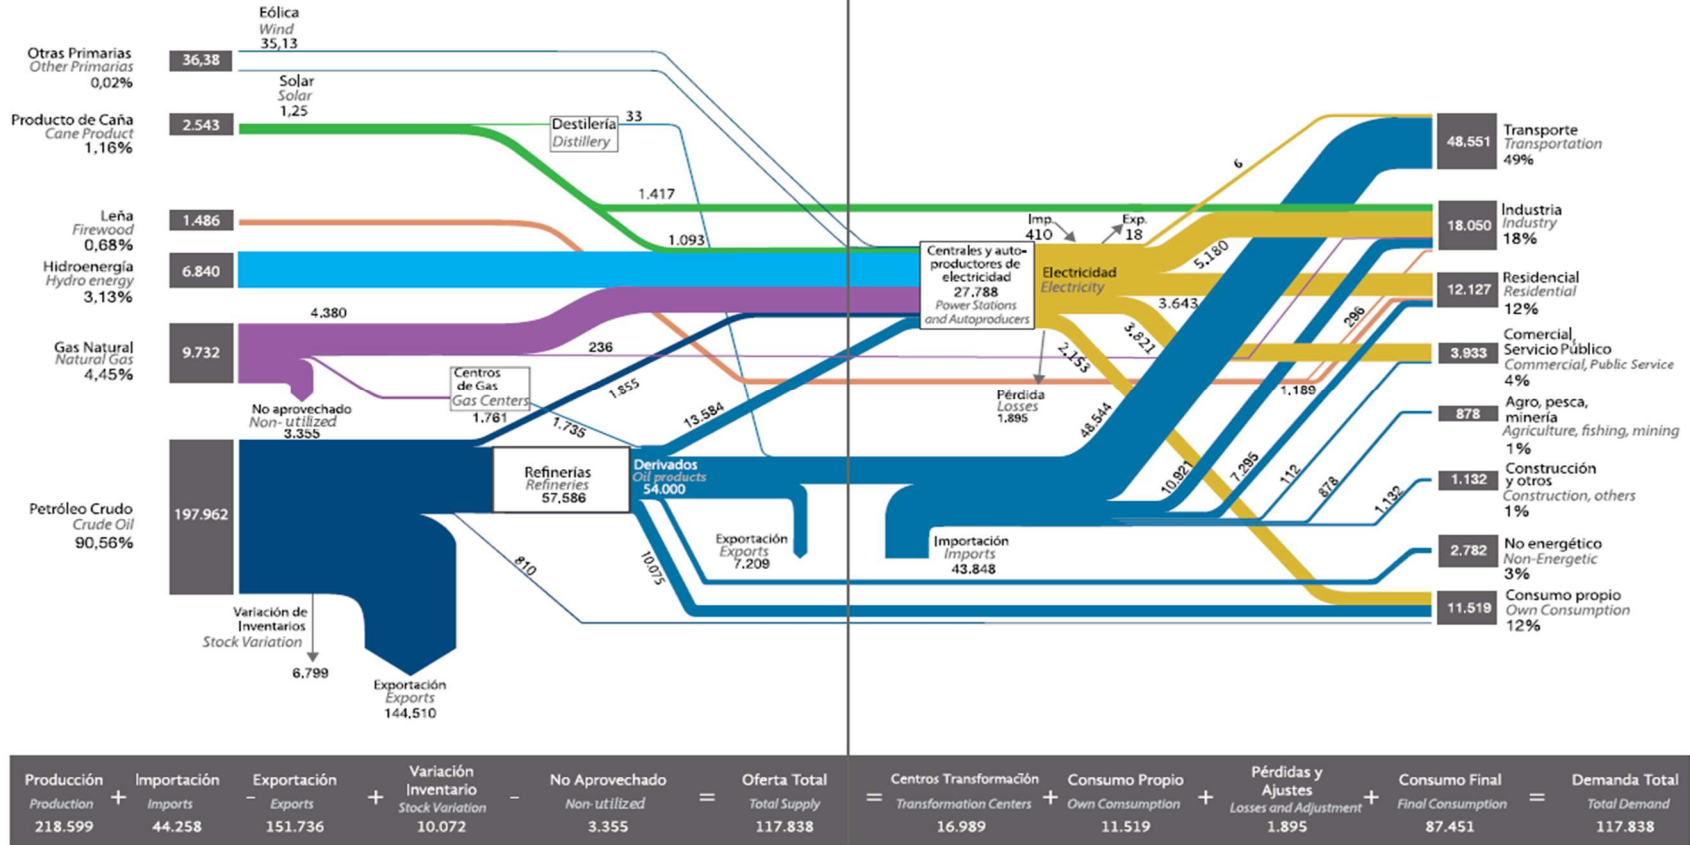 Eólica
Wind
35,13
Otras Primarias
Other Primarias
0,02%
36,38
Solar
Solar
1,25
Producto de Caña
Cane Product
1,16%
2.543
Destilería
Distillery
33
1.417
1.093
Leña
Firewood
0,68%
1.486
Hidroenergía
Hydro energy
3,13%
6.840
4.380
Gas Natural
Natural Gas
4,45%
9.732
236
No aprovechado
Non- utilized
3.355
Centros
de Gas
Gas Centers
1.761
1.735
1.855
13.584
Petróleo Crudo
Crude Oil
90,56%
197.962
Refinerías
Refineries
57,586
Derivados
Oil products
54.000
Variación de
Inventarios
Stock Variation
6.799
Exportación
Exports
144,510
810
10.075
Exportación
Exports
7.209
Importación
Imports
43.848
Centrales y auto-
productores de
electricidad
27.788
Power Stations
and Autoproducers
Imp.
410
Exp.
18
Electricidad
Electricity
Pérdida
Losses
1.895
6
5,180
3.643
3,821
2,153
48.544
10.921
7.295
112
878
1,132
296
1,189
48,551
Transporte
Transportation
49%
18.050
Industria
Industry
18%
12.127
Residencial
Residential
12%
3,933
Comercial,
Servicio Público
Commercial, Public Service
4%
878
Agro, pesca,
minería
Agriculture, fishing, mining
1%
1.132
Construcción
y otros
Construction, others
1%
2.782
No energético
Non-Energetic
3%
11.519
Consumo propio
Own Consumption
12%
Producción
Production
218.599
+
Importación
Imports
44.258
−
Exportación
Exports
151.736
+
Variación
Inventario
Stock Variation
10.072
−
No Aprovechado
Non-utilized
3.355
=
Oferta Total
Total Supply
117.838
=
Centros Transformación
Transformation Centers
16.989
+
Consumo Propio
Own Comsumption
11.519
+
Pérdidas y
Ajustes
Losses and Adjustment
1.895
+
Consumo Final
Final Consumption
87.451
=
Demanda Total
Total Demand
117.838